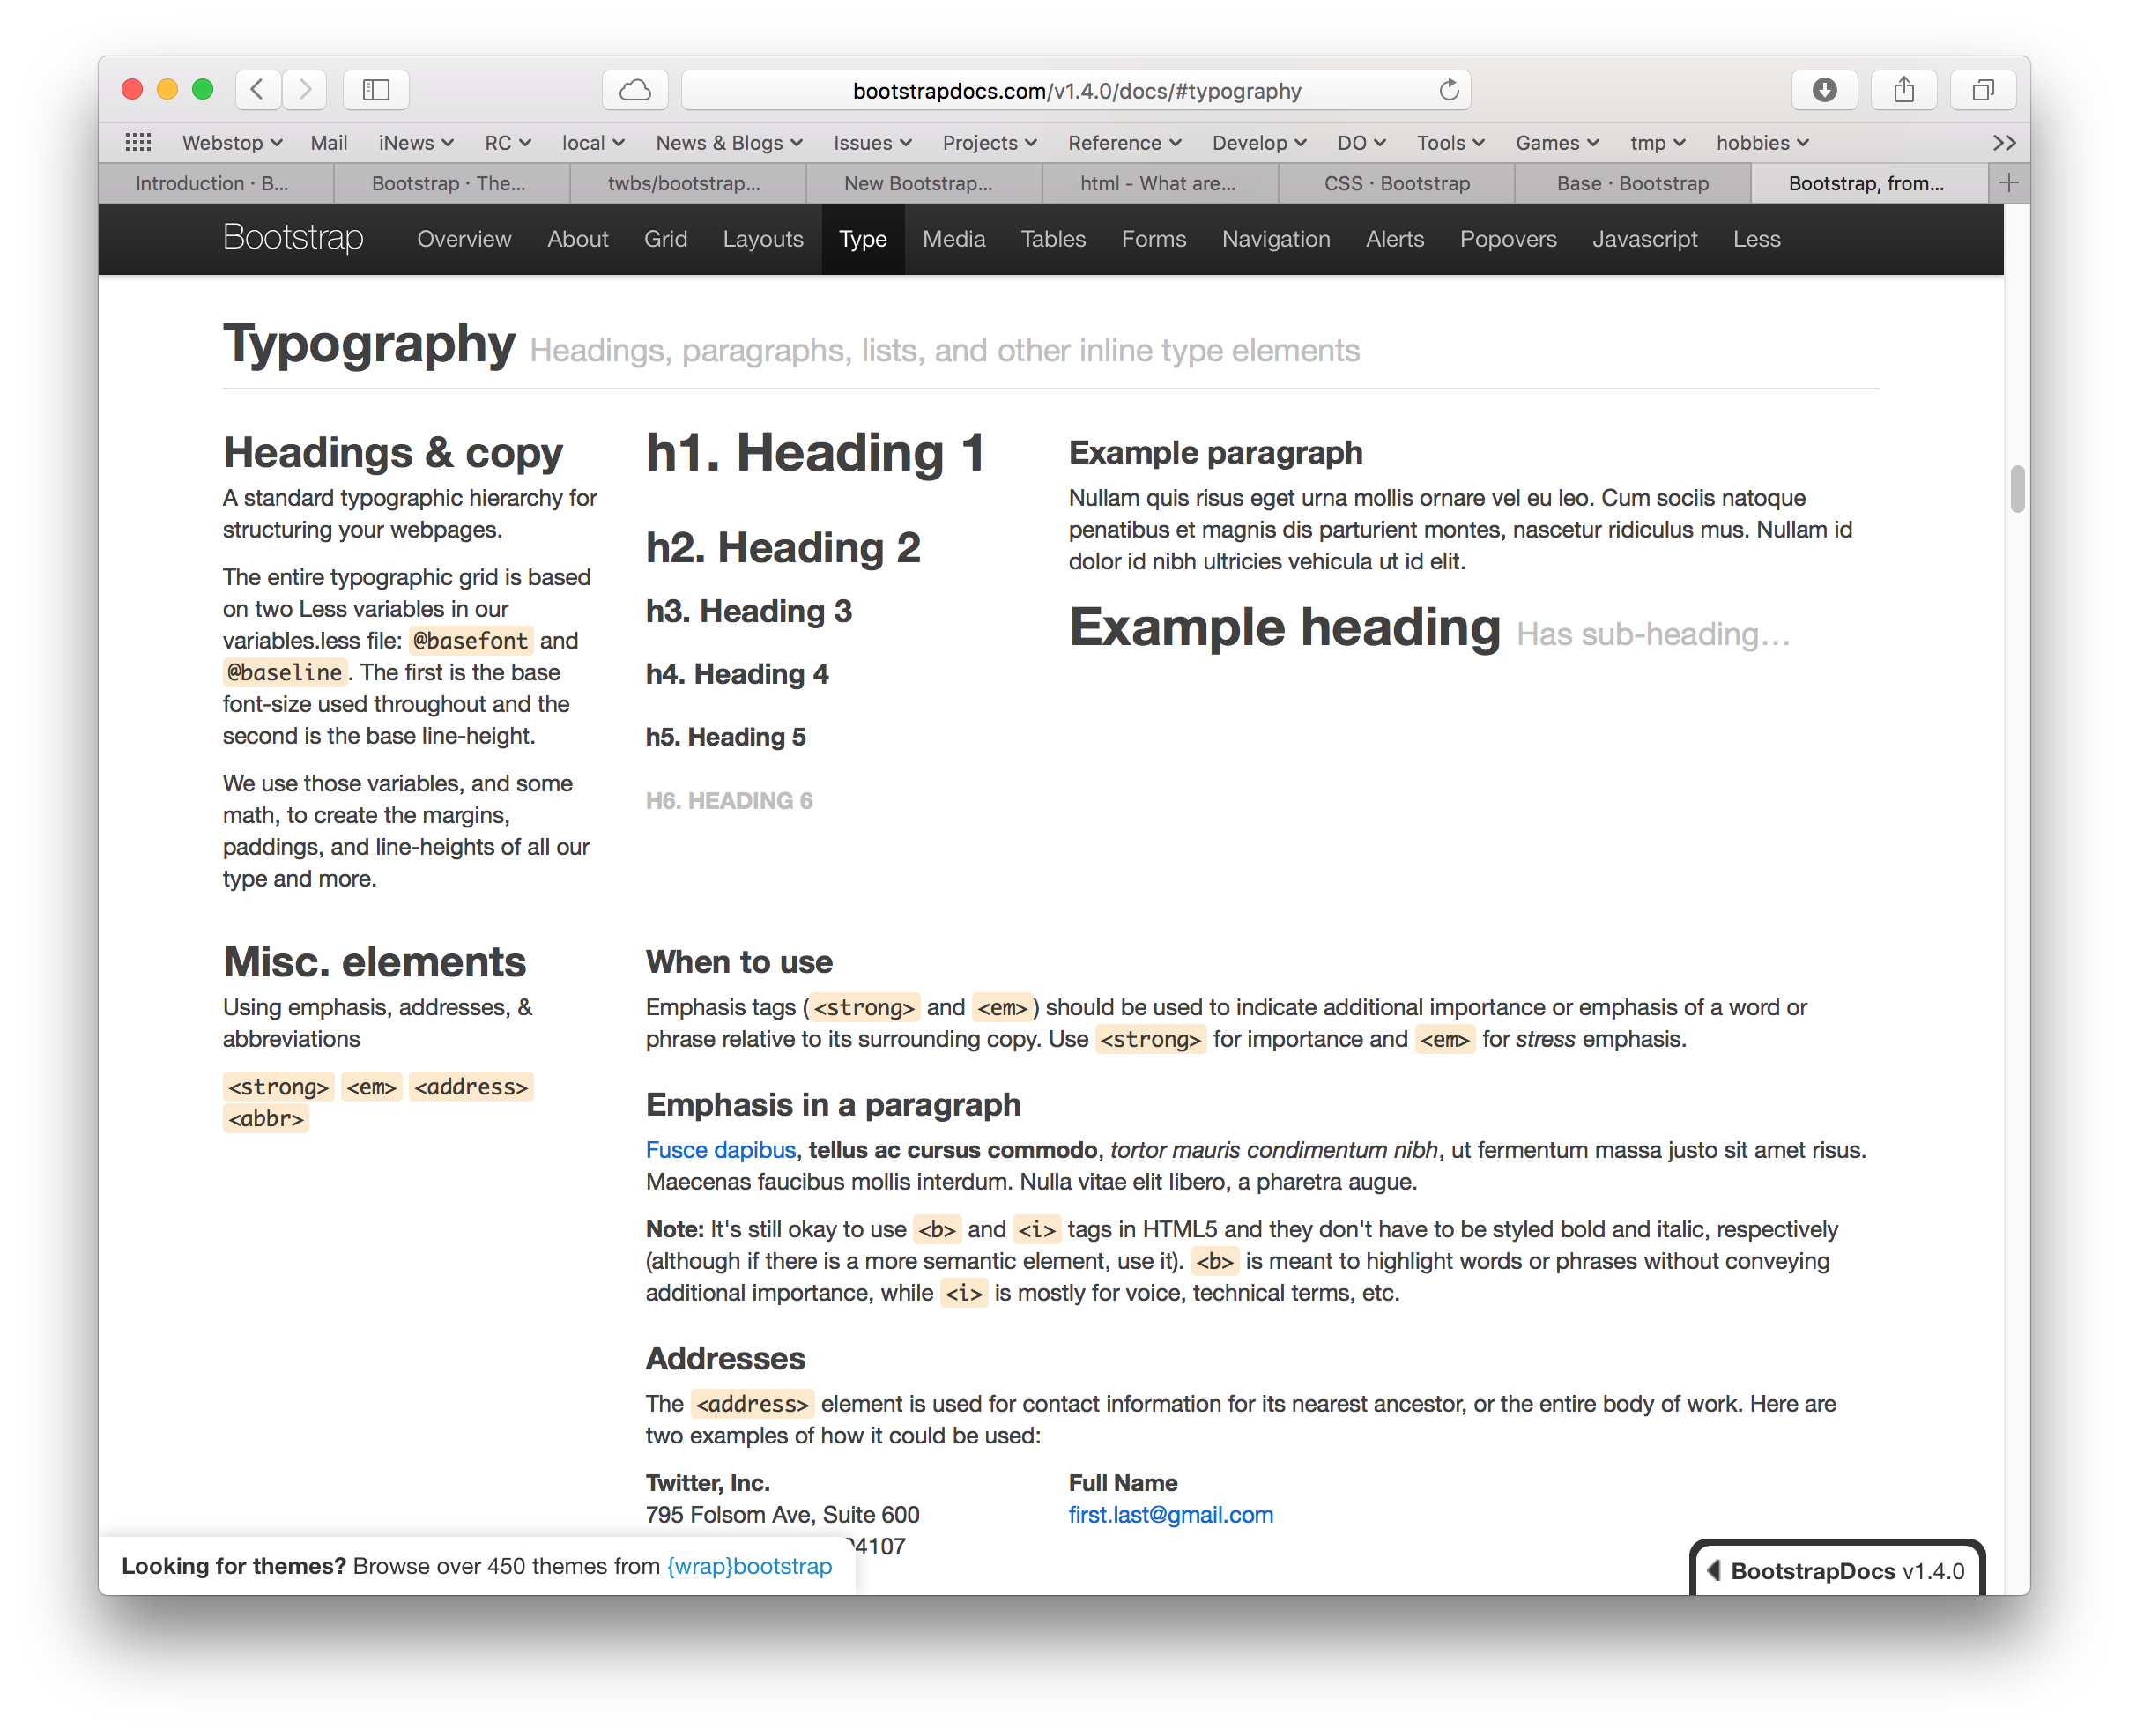 bootstrapdocs.com/v1.4.0/docs/#typography
Webstop Mail iNews RC local News & Blogs Issues Projects Reference Develop DO Tools Games tmp hobbies
Introduction · B... Bootstrap · The... twbs/bootstrap... New Bootstrap... html - What are... CSS · Bootstrap Base · Bootstrap Bootstrap, from...
Bootstrap Overview About Grid Layouts Type Media Tables Forms Navigation Alerts Popovers Javascript Less
Typography Headings, paragraphs, lists, and other inline type elements
Headings & copy
A standard typographic hierarchy for
structuring your webpages.
The entire typographic grid is based
on two Less variables in our
variables.less file: @basefont and
@baseline. The first is the base
font-size used throughout and the
second is the base line-height.
We use those variables, and some
math, to create the margins,
paddings, and line-heights of all our
type and more.
h1. Heading 1
h2. Heading 2
h3. Heading 3
h4. Heading 4
h5. Heading 5
H6. HEADING 6
Example paragraph
Nullam quis risus eget urna mollis ornare vel eu leo. Cum sociis natoque
penatibus et magnis dis parturient montes, nascetur ridiculus mus. Nullam id
dolor id nibh ultricies vehicula ut id elit.
Example heading Has sub-heading…
Misc. elements
Using emphasis, addresses, &
abbreviations
<strong> <em> <address>
<abbr>
When to use
Emphasis tags (<strong> and <em>) should be used to indicate additional importance or emphasis of a word or
phrase relative to its surrounding copy. Use <strong> for importance and <em> for stress emphasis.
Emphasis in a paragraph
Fusce dapibus, tellus ac cursus commodo, tortor mauris condimentum nibh, ut fermentum massa justo sit amet risus.
Maecenas faucibus mollis interdum. Nulla vitae elit libero, a pharetra augue.
Note: It's still okay to use <b> and <i> tags in HTML5 and they don't have to be styled bold and italic, respectively
(although if there is a more semantic element, use it). <b> is meant to highlight words or phrases without conveying
additional importance, while <i> is mostly for voice, technical terms, etc.
Addresses
The <address> element is used for contact information for its nearest ancestor, or the entire body of work. Here are
two examples of how it could be used:
Twitter, Inc.
795 Folsom Ave, Suite 600
4107
Full Name
first.last@gmail.com
Looking for themes? Browse over 450 themes from {wrap}bootstrap
BootstrapDocs v1.4.0